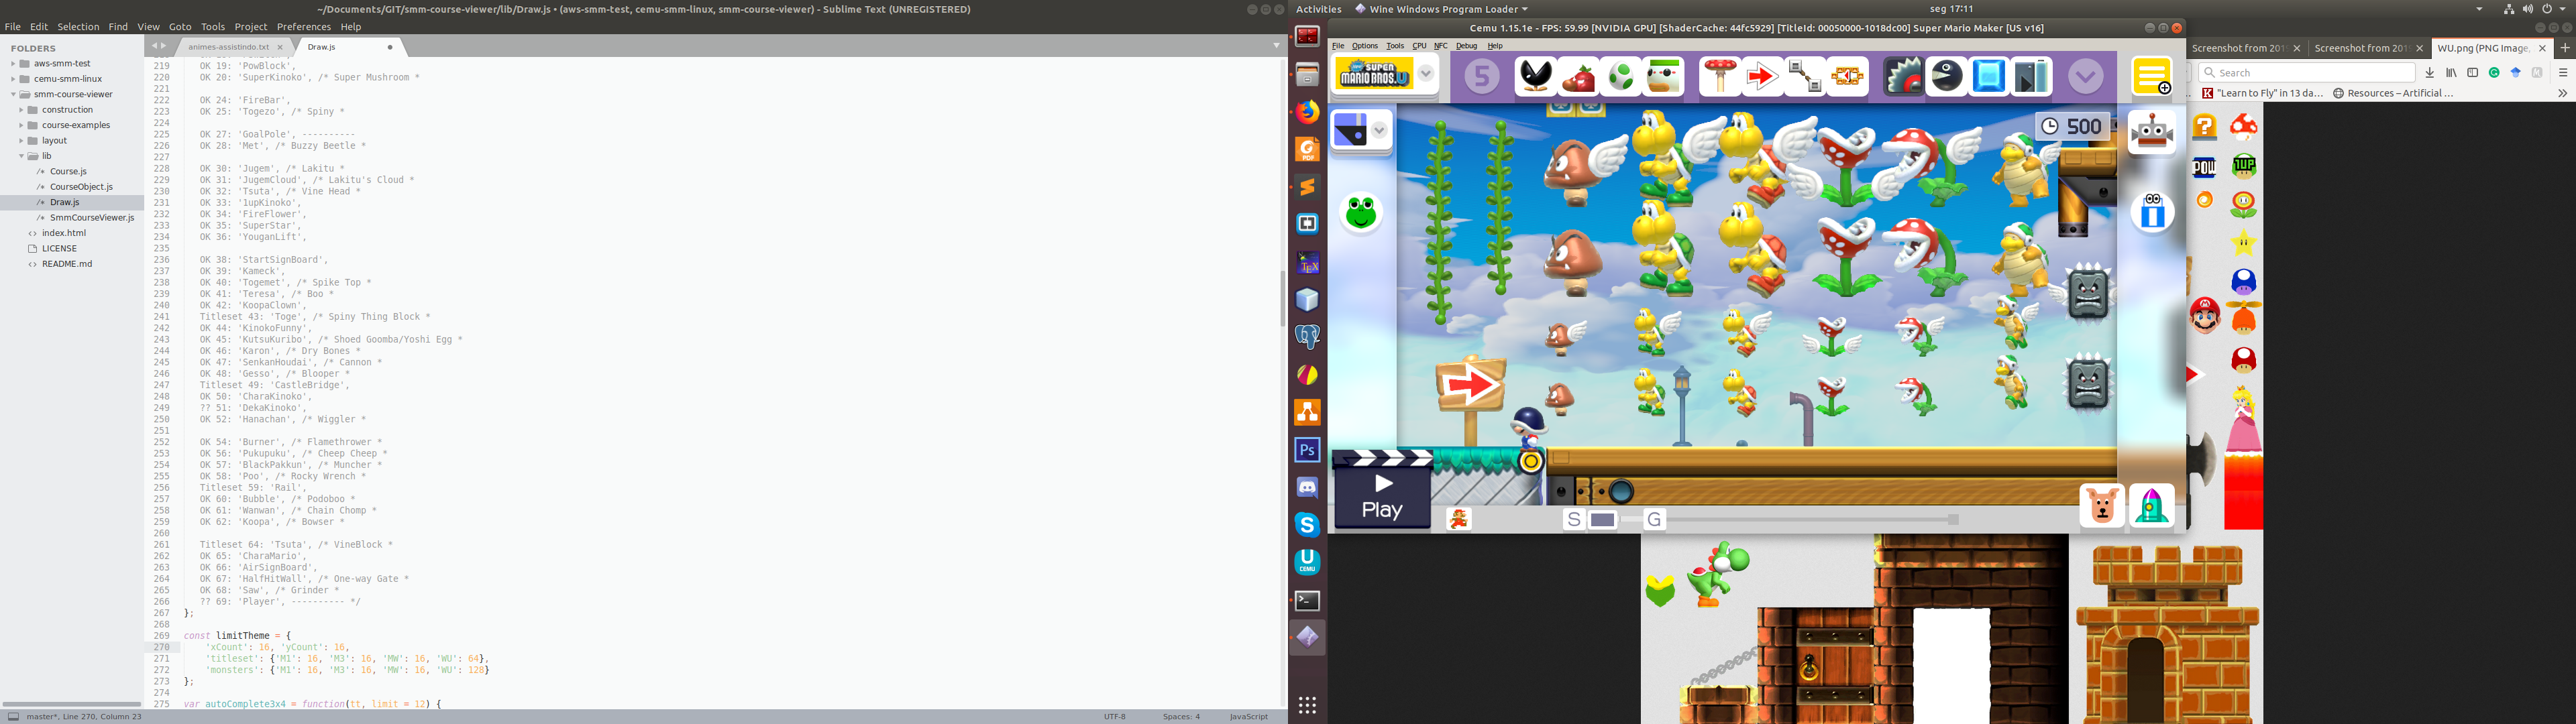 ~/Documents/GIT/smm-course-viewer/lib/Draw.js • (aws-smm-test, cemu-smm-linux, smm-course-viewer) - Sublime Text (UNREGISTERED)
File Edit Selection Find View Goto Tools Project Preferences Help
FOLDERS
aws-smm-test
cemu-smm-linux
smm-course-viewer
construction
course-examples
layout
lib
/* Course.js
/* CourseObject.js
/* Draw.js
/* SmmCourseViewer.js
<> index.html
LICENSE
<> README.md
animes-assistindo.txt ×
Draw.js
219 OK 19: 'PowBlock',
220 OK 20: 'SuperKinoko', /* Super Mushroom *
221
222 OK 24: 'FireBar',
223 OK 25: 'Togezo', /* Spiny *
224
225 OK 27: 'GoalPole', ----------
226 OK 28: 'Met', /* Buzzy Beetle *
227
228 OK 30: 'Jugem', /* Lakitu *
229 OK 31: 'JugemCloud', /* Lakitu's Cloud *
230 OK 32: 'Tsuta', /* Vine Head *
231 OK 33: '1upKinoko',
232 OK 34: 'FireFlower',
233 OK 35: 'SuperStar',
234 OK 36: 'YouganLift',
235
236 OK 38: 'StartSignBoard',
237 OK 39: 'Kameck',
238 OK 40: 'Togemet', /* Spike Top *
239 OK 41: 'Teresa', /* Boo *
240 OK 42: 'KoopaClown',
241 Titleset 43: 'Toge', /* Spiny Thing Block *
242 OK 44: 'KinokoFunny',
243 OK 45: 'KutsuKuribo', /* Shoed Goomba/Yoshi Egg *
244 OK 46: 'Karon', /* Dry Bones *
245 OK 47: 'SenkanHoudai', /* Cannon *
246 OK 48: 'Gesso', /* Blooper *
247 Titleset 49: 'CastleBridge',
248 OK 50: 'CharaKinoko',
249 ?? 51: 'DekaKinoko',
250 OK 52: 'Hanachan', /* Wiggler *
251
252 OK 54: 'Burner', /* Flamethrower *
253 OK 56: 'Pukupuku', /* Cheep Cheep *
254 OK 57: 'BlackPakkun', /* Muncher *
255 OK 58: 'Poo', /* Rocky Wrench *
256 Titleset 59: 'Rail',
257 OK 60: 'Bubble', /* Podoboo *
258 OK 61: 'Wanwan', /* Chain Chomp *
259 OK 62: 'Koopa', /* Bowser *
260
261 Titleset 64: 'Tsuta', /* VineBlock *
262 OK 65: 'CharaMario',
263 OK 66: 'AirSignBoard',
264 OK 67: 'HalfHitWall', /* One-way Gate *
265 OK 68: 'Saw', /* Grinder *
266 ?? 69: 'Player', ---------- */
267 };
268
269 const limitTheme = {
270 'xCount': 16, 'yCount': 16,
271 'titleset': {'M1': 16, 'M3': 16, 'MW': 16, 'WU': 64},
272 'monsters': {'M1': 16, 'M3': 16, 'MW': 16, 'WU': 128}
273 };
274
275 var autoComplete3x4 = function(tt, limit = 12) {
master*, Line 270, Column 23
UTF-8
Spaces: 4
JavaScript
Activities
Wine Windows Program Loader
seg 17:11
Cemu 1.15.1e - FPS: 59.99 [NVIDIA GPU] [ShaderCache: 44fc5929] [TitleId: 00050000-1018dc00] Super Mario Maker [US v16]
File Options Tools CPU NFC Debug Help
NEW SUPER MARIO BROS. U
5
500
Play
S
G
PDF
TEX
Ps
CEMU
Screenshot from 201 ×
Screenshot from 201 ×
WU.png (PNG Image, ×
Search
"Learn to Fly" in 13 da…
Resources – Artificial …
?
POW
1UP